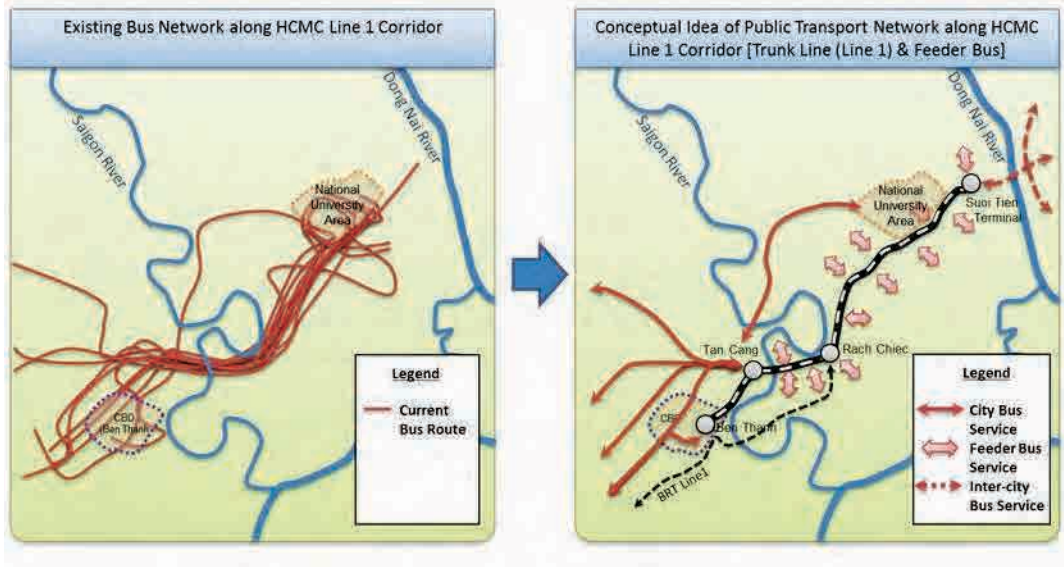 Existing Bus Network along HCMC Line 1 Corridor
Saigon River
Dong Nai River
National
University
Area
CBD
(Ben Thanh)
Legend
Current
Bus Route
Conceptual Idea of Public Transport Network along HCMC
Line 1 Corridor [Trunk Line (Line 1) & Feeder Bus]
Saigon River
Dong Nai River
National
University
Area
Suoi Tien
Terminal
Tan Cang
Rach Chiec
CBD
Ben Thanh
BRT Line1
Legend
City Bus
Service
Feeder Bus
Service
Inter-city
Bus Service